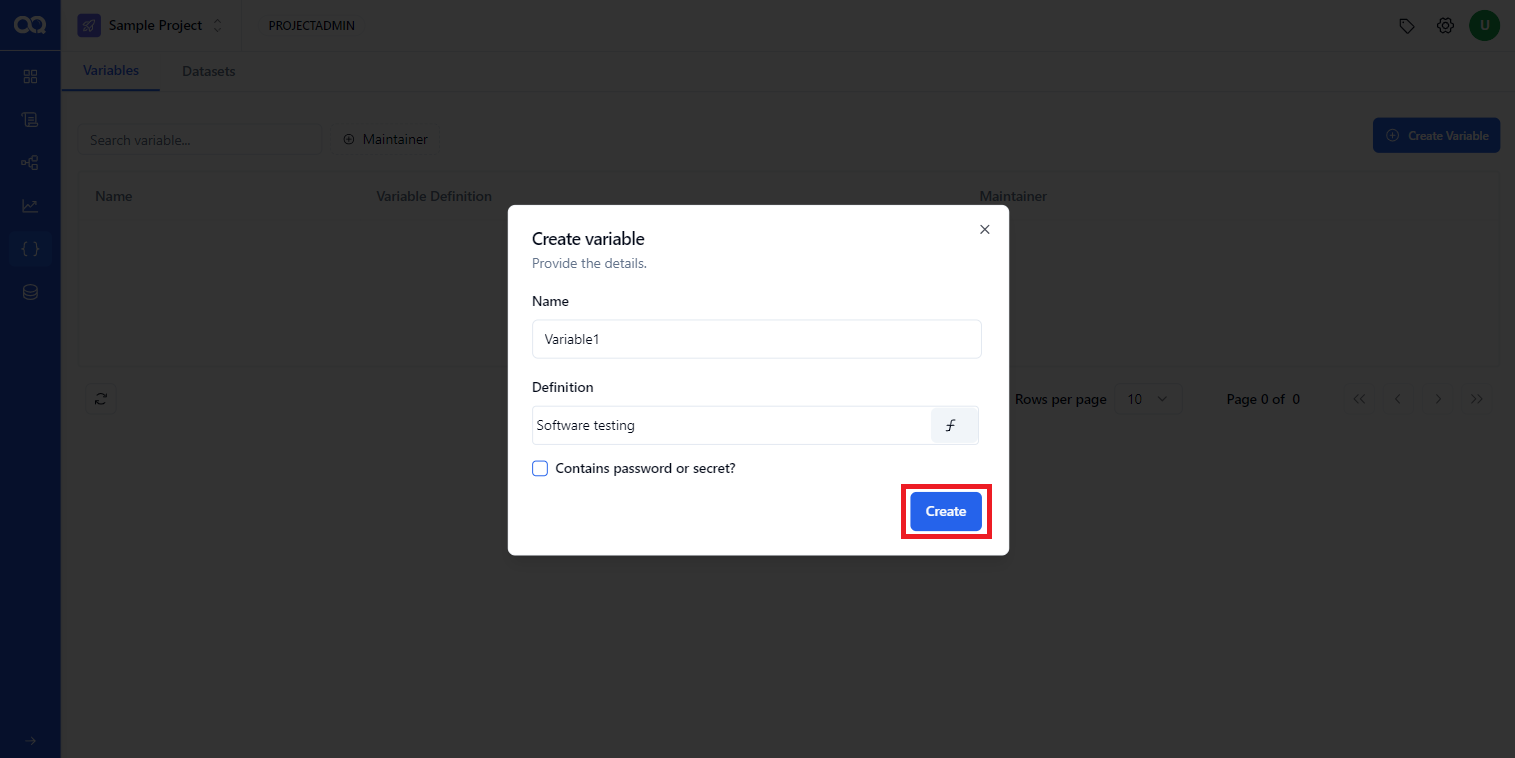 Sample Project PROJECTADMIN U
Variables Datasets
Search variable... Maintainer Create Variable
Name Variable Definition Maintainer
Create variable
Provide the details.
Name
Variable1
Definition
Software testing
Contains password or secret?
Create
Rows per page 10 Page 0 of 0